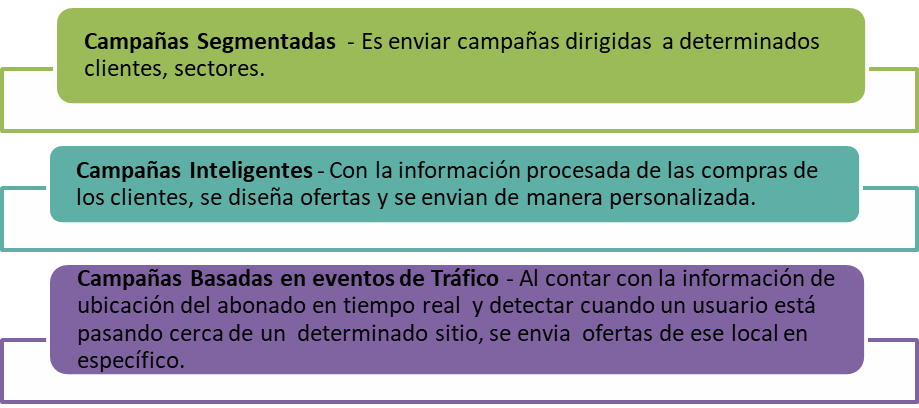 Campañas Segmentadas - Es enviar campañas dirigidas a determinados
clientes, sectores.
Campañas Inteligentes - Con la información procesada de las compras de
los clientes, se diseña ofertas y se envian de manera personalizada.
Campañas Basadas en eventos de Tráfico - Al contar con la información de
ubicación del abonado en tiempo real y detectar cuando un usuario está
pasando cerca de un determinado sitio, se envia ofertas de ese local en
específico.